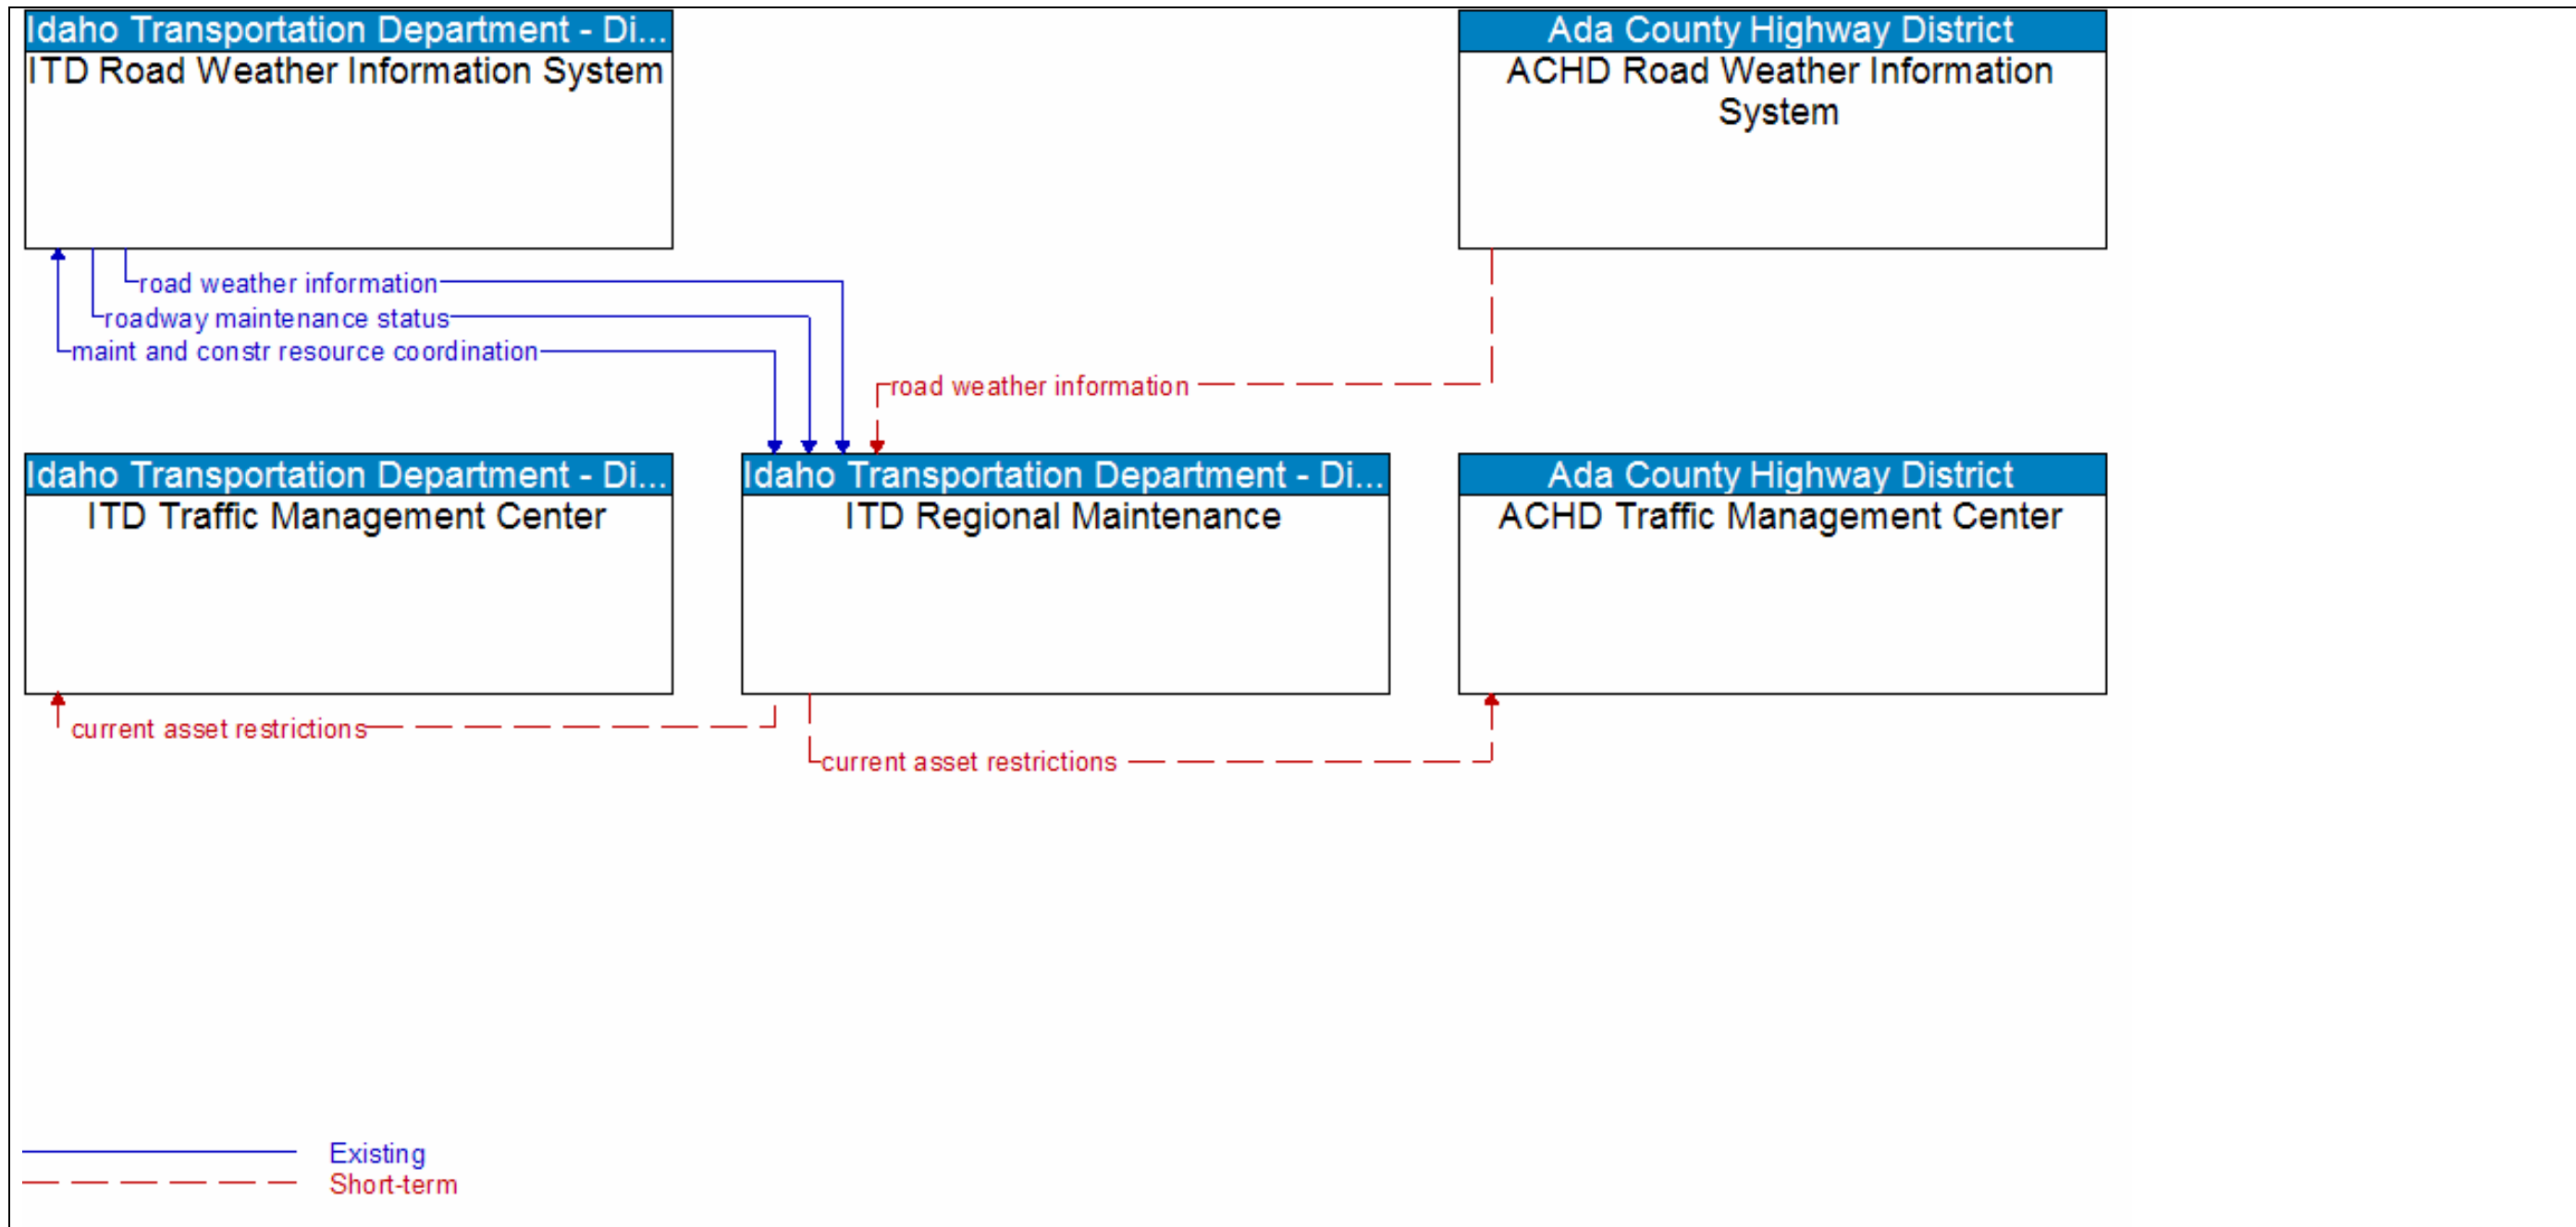 Idaho Transportation Department - Di...
ITD Road Weather Information System
Ada County Highway District
ACHD Road Weather Information
System
road weather information
roadway maintenance status
maint and constr resource coordination
road weather information
Idaho Transportation Department - Di...
ITD Traffic Management Center
Idaho Transportation Department - Di...
ITD Regional Maintenance
Ada County Highway District
ACHD Traffic Management Center
current asset restrictions
current asset restrictions
Existing
Short-term